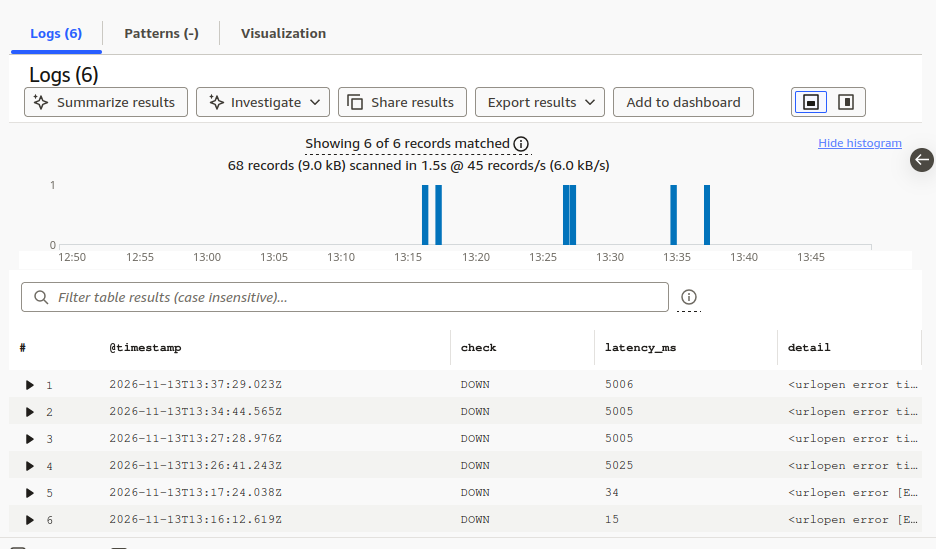 Logs (6) Patterns (-) Visualization
Logs (6)
Summarize results Investigate Share results Export results Add to dashboard
Showing 6 of 6 records matched
Hide histogram
68 records (9.0 kB) scanned in 1.5s @ 45 records/s (6.0 kB/s)
1
0
12:50 12:55 13:00 13:05 13:10 13:15 13:20 13:25 13:30 13:35 13:40 13:45
Filter table results (case insensitive)...
# @timestamp check latency_ms detail
1 2026-11-13T13:37:29.023Z DOWN 5006 <urlopen error ti…
2 2026-11-13T13:34:44.565Z DOWN 5005 <urlopen error ti…
3 2026-11-13T13:27:28.976Z DOWN 5005 <urlopen error ti…
4 2026-11-13T13:26:41.243Z DOWN 5025 <urlopen error ti…
5 2026-11-13T13:17:24.038Z DOWN 34 <urlopen error [E…
6 2026-11-13T13:16:12.619Z DOWN 15 <urlopen error [E…